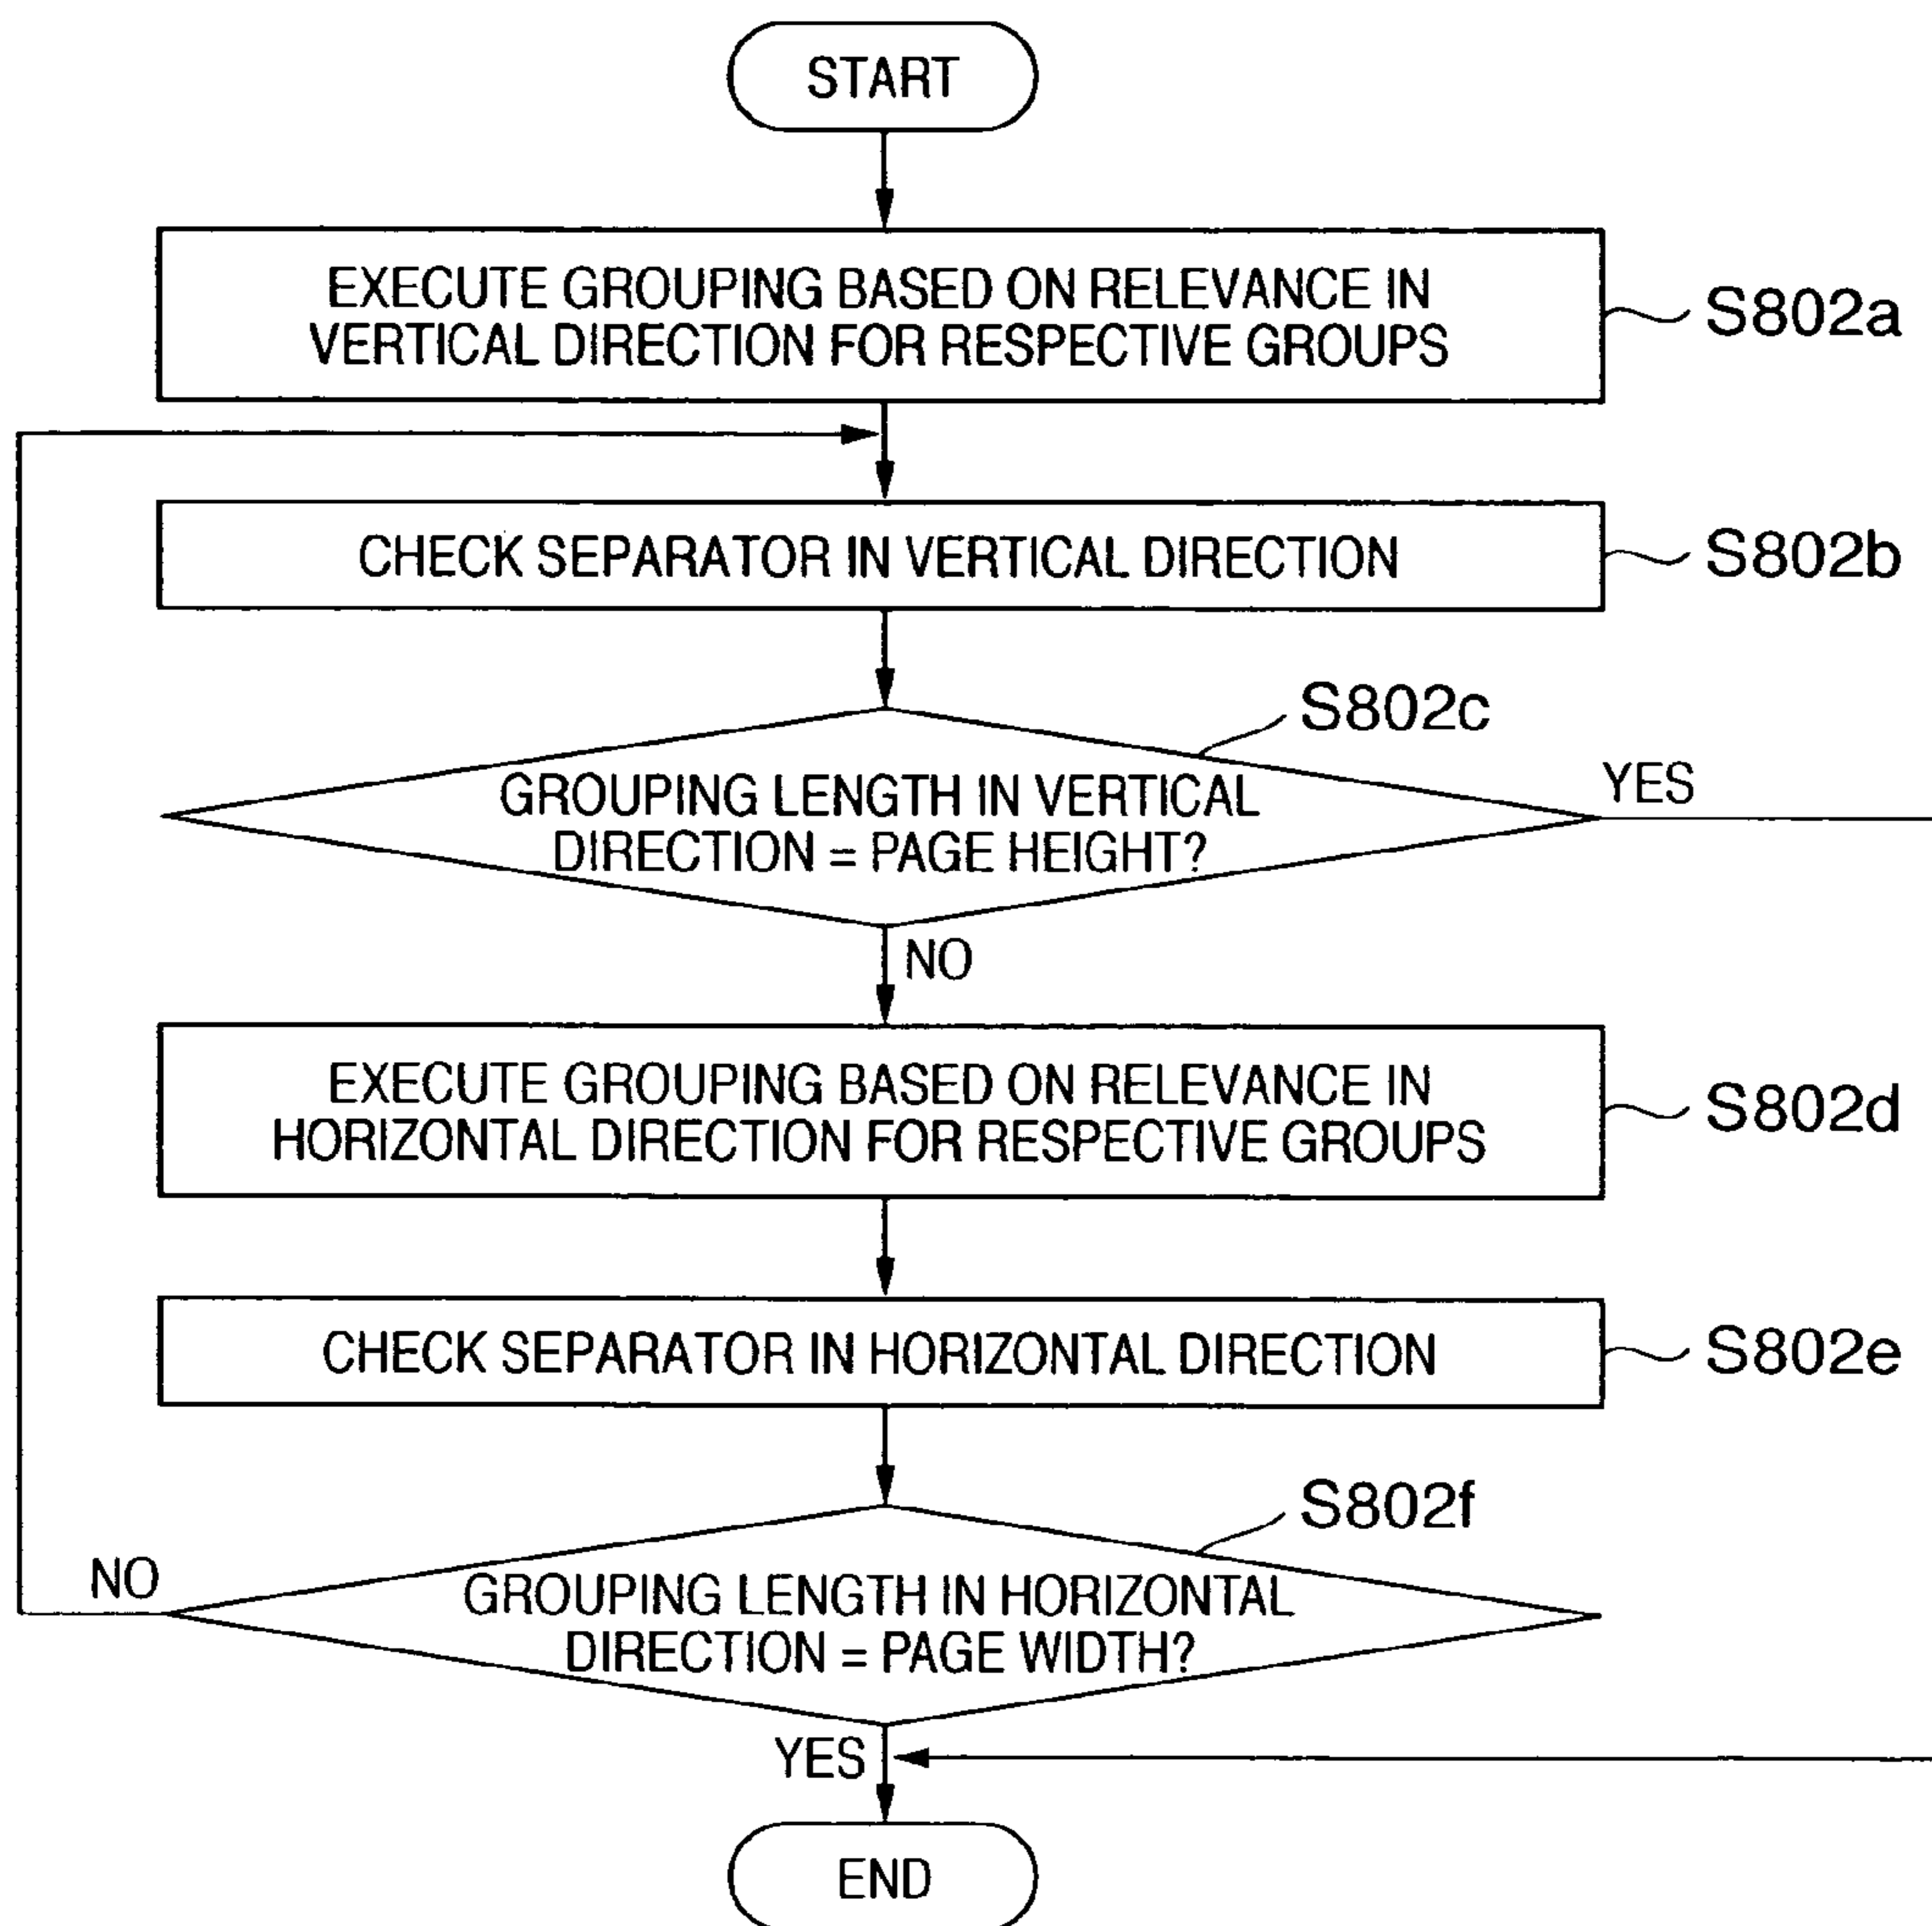 START
EXECUTE GROUPING BASED ON RELEVANCE IN
VERTICAL DIRECTION FOR RESPECTIVE GROUPS
S802a
CHECK SEPARATOR IN VERTICAL DIRECTION
S802b
S802c
GROUPING LENGTH IN VERTICAL
DIRECTION = PAGE HEIGHT?
YES
NO
EXECUTE GROUPING BASED ON RELEVANCE IN
HORIZONTAL DIRECTION FOR RESPECTIVE GROUPS
S802d
CHECK SEPARATOR IN HORIZONTAL DIRECTION
S802e
S802f
NO
GROUPING LENGTH IN HORIZONTAL
DIRECTION = PAGE WIDTH?
YES
END